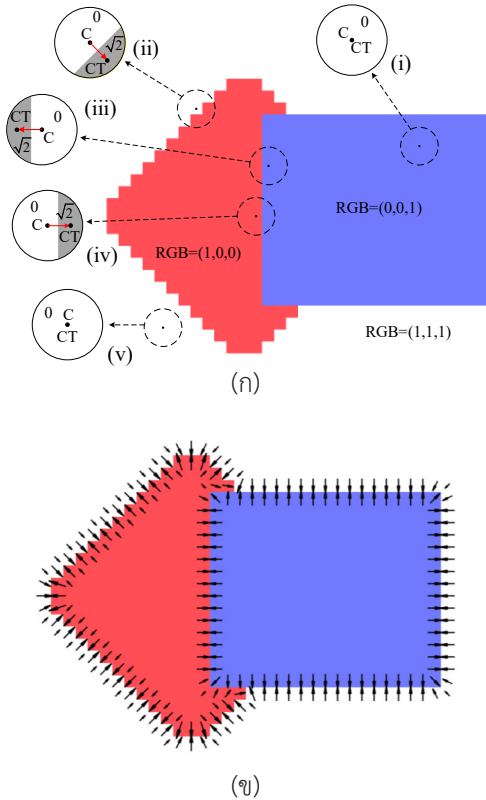 0
C
CT
√2
(ii)
0
C
CT
(i)
CT
0
C
√2
(iii)
0
√2
C
CT
(iv)
RGB=(1,0,0)
RGB=(0,0,1)
0
C
CT
(v)
RGB=(1,1,1)
(ก)
(ข)